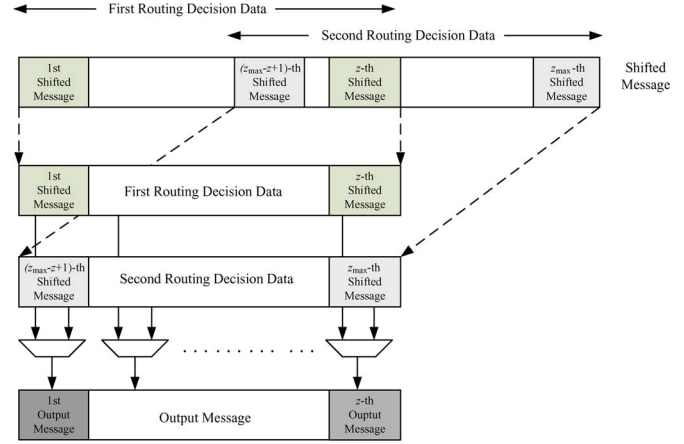 First Routing Decision Data
Second Routing Decision Data
1st
Shifted
Message
(zmax-z+1)-th
Shifted
Message
z-th
Shifted
Message
zmax-th
Shifted
Message
Shifted
Message
1st
Shifted
Message
First Routing Decision Data
z-th
Shifted
Message
(zmax-z+1)-th
Shifted
Message
Second Routing Decision Data
zmax-th
Shifted
Message
. . . . . . . . . . .
1st
Output
Message
Output Message
z-th
Ouptut
Message